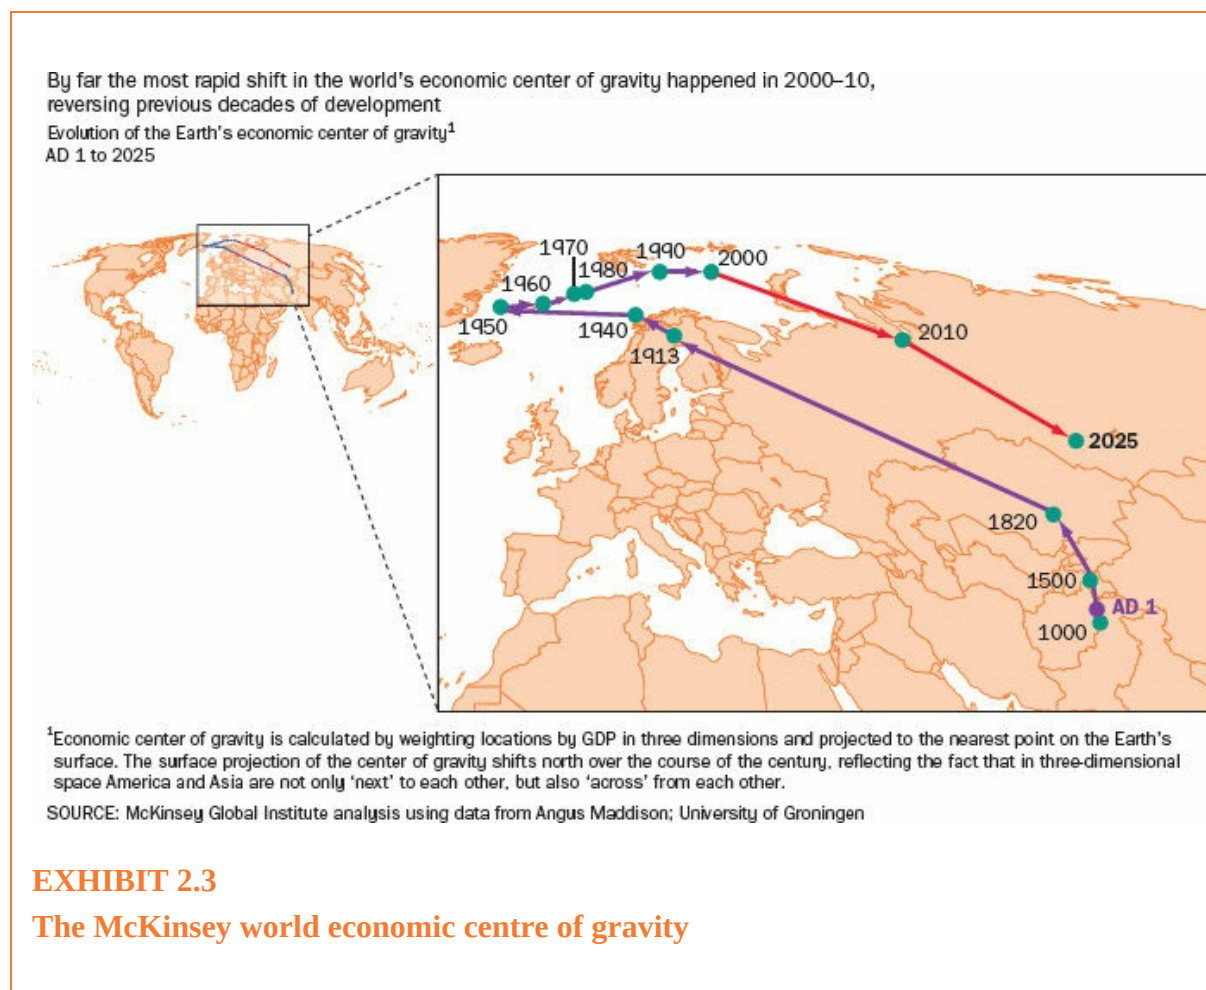 By far the most rapid shift in the world's economic center of gravity happened in 2000–10,
reversing previous decades of development
Evolution of the Earth's economic center of gravity¹
AD 1 to 2025
1970
1990
2000
1980
1960
1950
1940
2010
1913
2025
1820
1500
AD 1
1000
¹Economic center of gravity is calculated by weighting locations by GDP in three dimensions and projected to the nearest point on the Earth's
surface. The surface projection of the center of gravity shifts north over the course of the century, reflecting the fact that in three-dimensional
space America and Asia are not only ‘next’ to each other, but also ‘across’ from each other.
SOURCE: McKinsey Global Institute analysis using data from Angus Maddison; University of Groningen
EXHIBIT 2.3
The McKinsey world economic centre of gravity